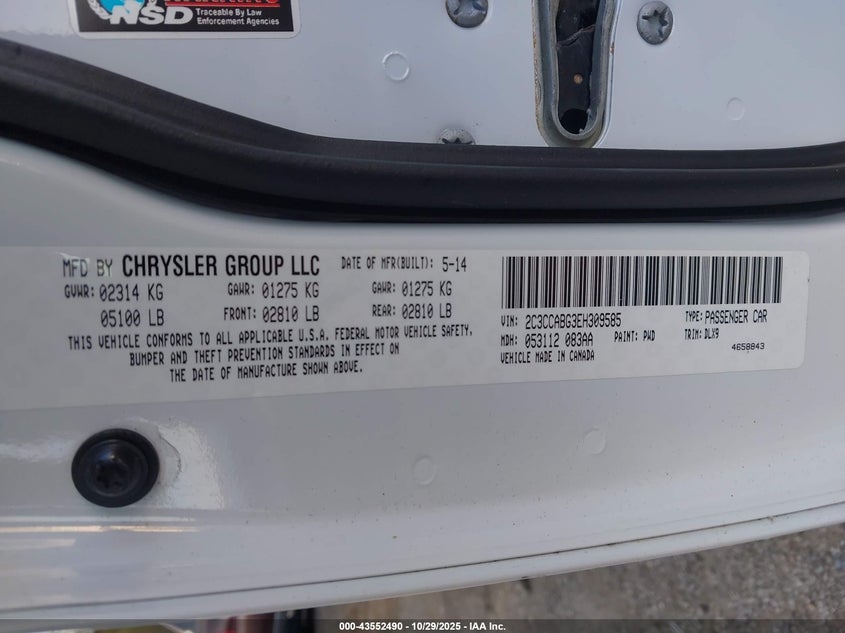 NSD Traceable By Law
Enforcement Agencies
MFD BY CHRYSLER GROUP LLC DATE OF MFR(BUILT): 5-14
GVWR: 02314 KG GAWR: 01275 KG GAWR: 01275 KG
05100 LB FRONT: 02810 LB REAR: 02810 LB
THIS VEHICLE CONFORMS TO ALL APPLICABLE U.S.A. FEDERAL MOTOR VEHICLE SAFETY,
BUMPER AND THEFT PREVENTION STANDARDS IN EFFECT ON
THE DATE OF MANUFACTURE SHOWN ABOVE.
VIN: 2C3CCABG3EH309585 TYPE: PASSENGER CAR
MDH: 053112 083AA PAINT: PWD TRIM: DLX9
VEHICLE MADE IN CANADA 4658843
000-43552490 - 10/29/2025 - IAA Inc.